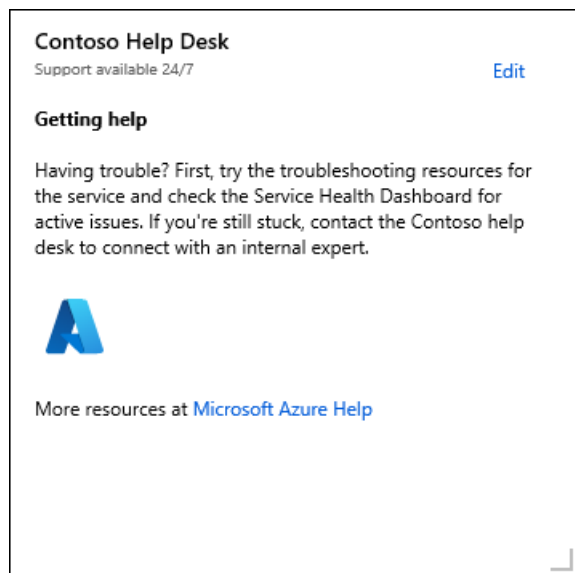 Contoso Help Desk
Support available 24/7
Edit
Getting help
Having trouble? First, try the troubleshooting resources for
the service and check the Service Health Dashboard for
active issues. If you're still stuck, contact the Contoso help
desk to connect with an internal expert.
More resources at Microsoft Azure Help